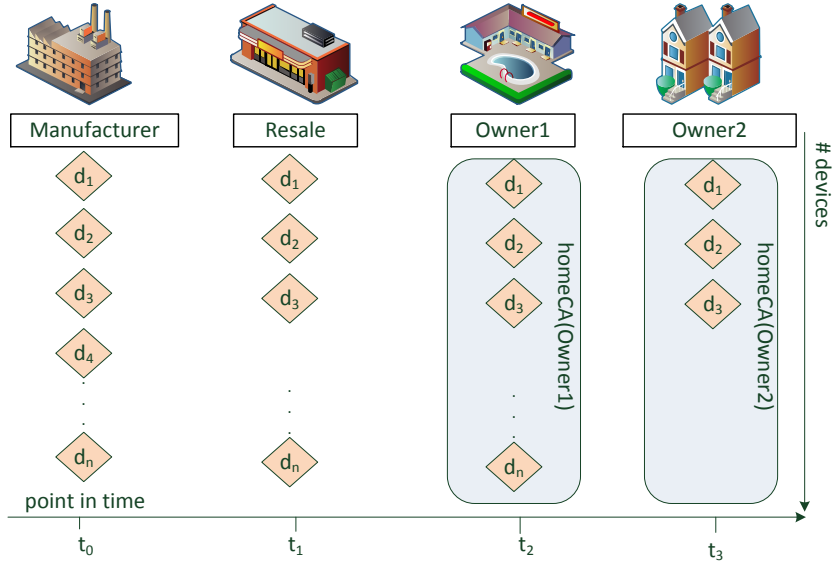 Manufacturer
Resale
Owner1
Owner2
# devices
d1
d2
d3
d4
dn
d1
d2
d3
dn
d1
d2
d3
dn
homeCA(Owner1)
d1
d2
d3
homeCA(Owner2)
point in time
t0
t1
t2
t3